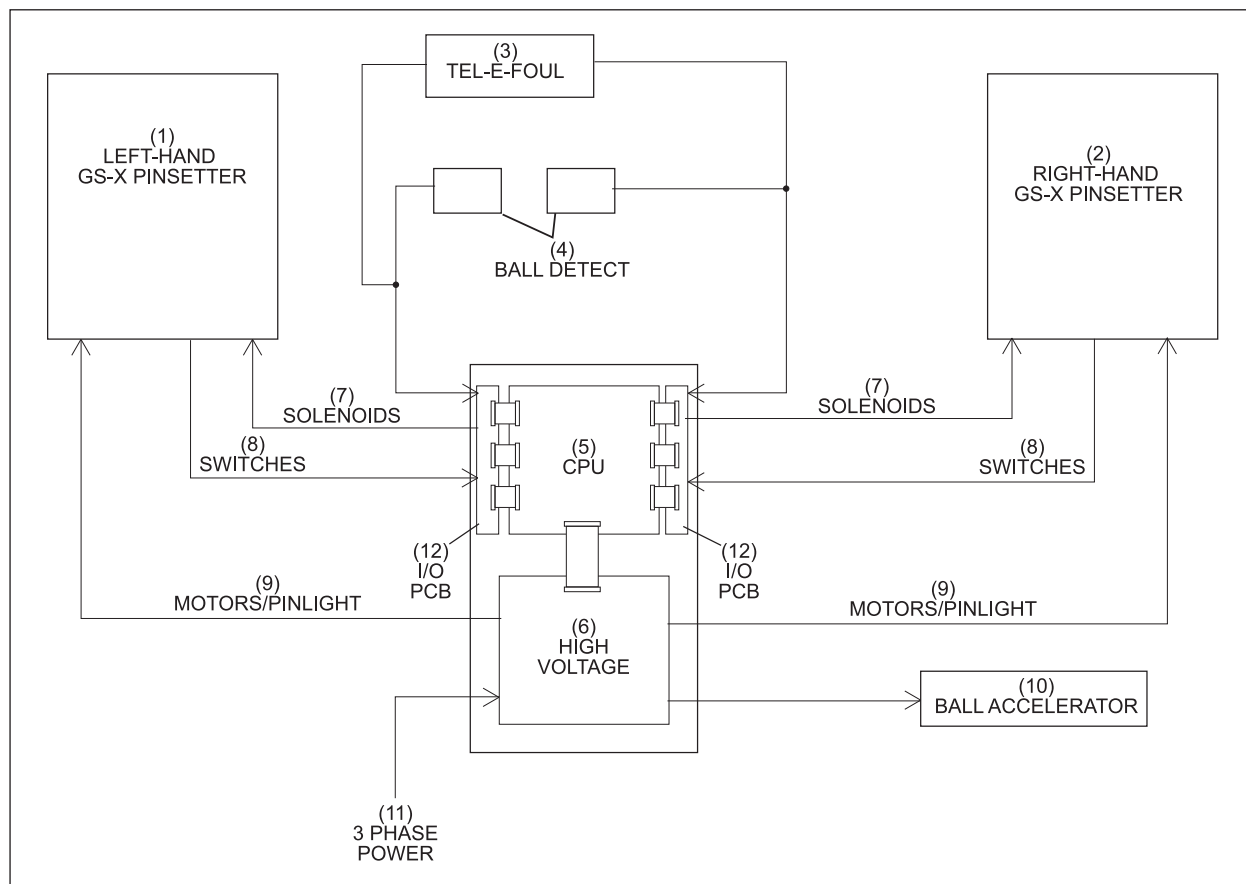 (3)
TEL-E-FOUL
(1)
LEFT-HAND
GS-X PINSETTER
(2)
RIGHT-HAND
GS-X PINSETTER
(4)
BALL DETECT
(7)
SOLENOIDS
(8)
SWITCHES
(5)
CPU
(7)
SOLENOIDS
(8)
SWITCHES
(12)
I/O
PCB
(12)
I/O
PCB
(9)
MOTORS/PINLIGHT
(6)
HIGH
VOLTAGE
(9)
MOTORS/PINLIGHT
(10)
BALL ACCELERATOR
(11)
3 PHASE
POWER